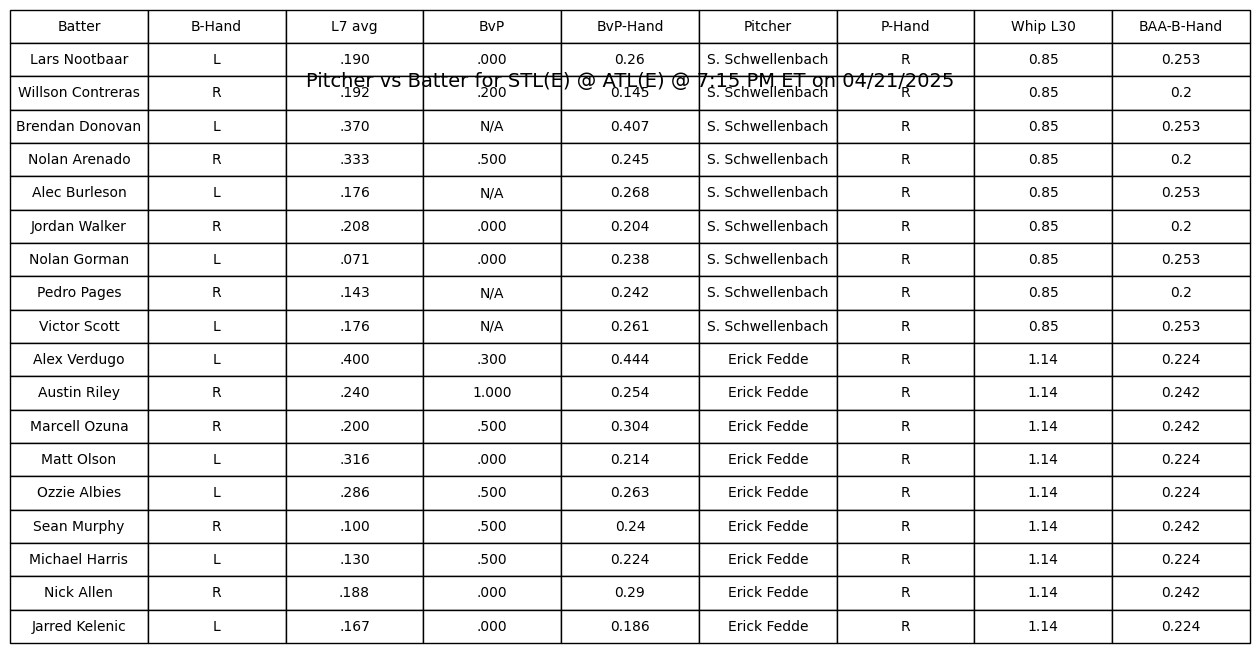 Batter B-Hand L7 avg BvP BvP-Hand Pitcher P-Hand Whip L30 BAA-B-Hand
Lars Nootbaar L .190 .000 0.26 S. Schwellenbach R 0.85 0.253
Pitcher vs Batter for STL(E) @ ATL(E) @ 7:15 PM ET on 04/21/2025
Willson Contreras R .192 .200 0.145 S. Schwellenbach R 0.85 0.2
Brendan Donovan L .370 N/A 0.407 S. Schwellenbach R 0.85 0.253
Nolan Arenado R .333 .500 0.245 S. Schwellenbach R 0.85 0.2
Alec Burleson L .176 N/A 0.268 S. Schwellenbach R 0.85 0.253
Jordan Walker R .208 .000 0.204 S. Schwellenbach R 0.85 0.2
Nolan Gorman L .071 .000 0.238 S. Schwellenbach R 0.85 0.253
Pedro Pages R .143 N/A 0.242 S. Schwellenbach R 0.85 0.2
Victor Scott L .176 N/A 0.261 S. Schwellenbach R 0.85 0.253
Alex Verdugo L .400 .300 0.444 Erick Fedde R 1.14 0.224
Austin Riley R .240 1.000 0.254 Erick Fedde R 1.14 0.242
Marcell Ozuna R .200 .500 0.304 Erick Fedde R 1.14 0.242
Matt Olson L .316 .000 0.214 Erick Fedde R 1.14 0.224
Ozzie Albies L .286 .500 0.263 Erick Fedde R 1.14 0.224
Sean Murphy R .100 .500 0.24 Erick Fedde R 1.14 0.242
Michael Harris L .130 .500 0.224 Erick Fedde R 1.14 0.224
Nick Allen R .188 .000 0.29 Erick Fedde R 1.14 0.242
Jarred Kelenic L .167 .000 0.186 Erick Fedde R 1.14 0.224